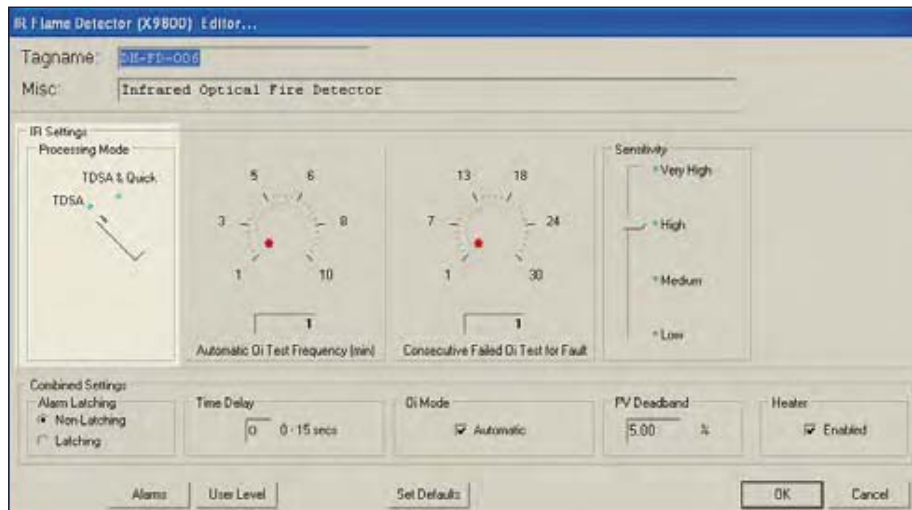 IR Flame Detector (X9800) Editor...
Tagname: DM-FD-006
Misc: Infrared Optical Fire Detector
IR Settings
Processing Mode
TDSA & Quick
TDSA
5 6
3 8
1 10
1
Automatic Oi Test Frequency (min)
13 18
7 24
1 30
1
Consecutive Failed Oi Test for Fault
Sensitivity
Very High
High
Medium
Low
Combined Settings
Alarm Latching
Non-Latching
Latching
Time Delay
0 0 - 15 secs
Oi Mode
Automatic
PV Deadband
5.00 %
Heater
Enabled
Alarms User Level Set Defaults OK Cancel